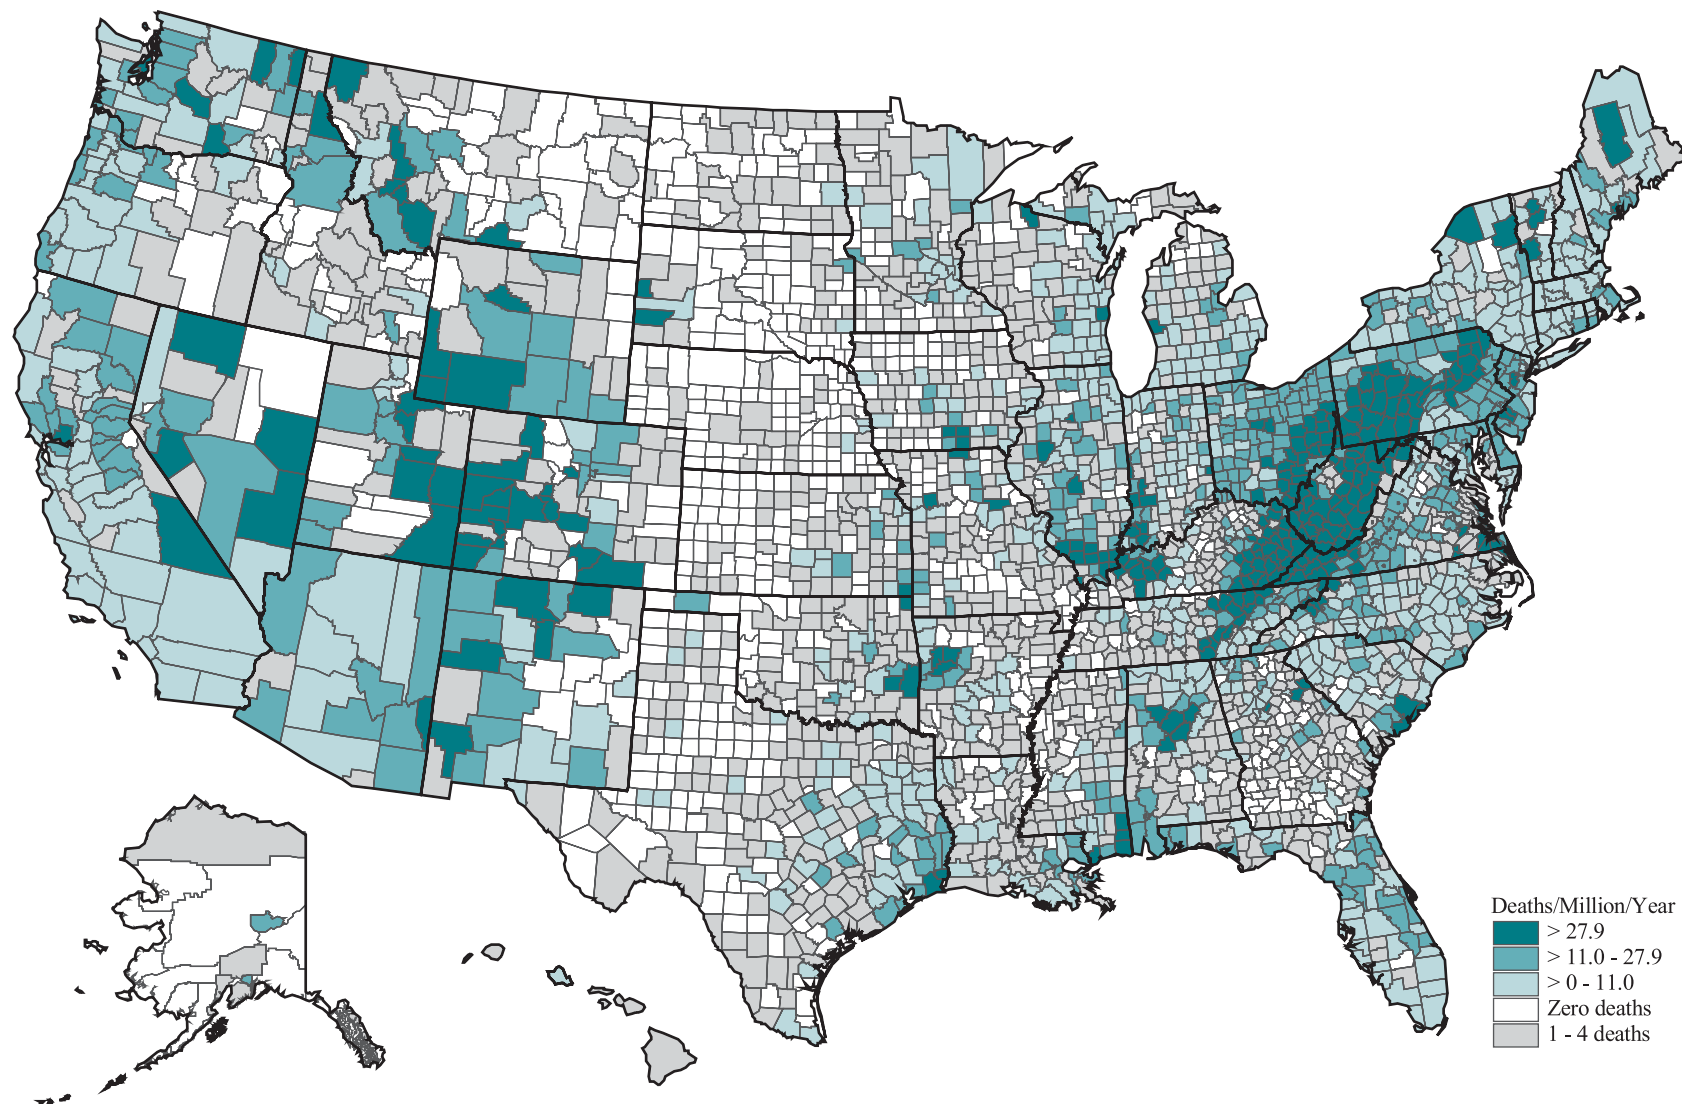 Deaths/Million/Year
> 27.9
> 11.0 - 27.9
> 0 - 11.0
Zero deaths
1 - 4 deaths